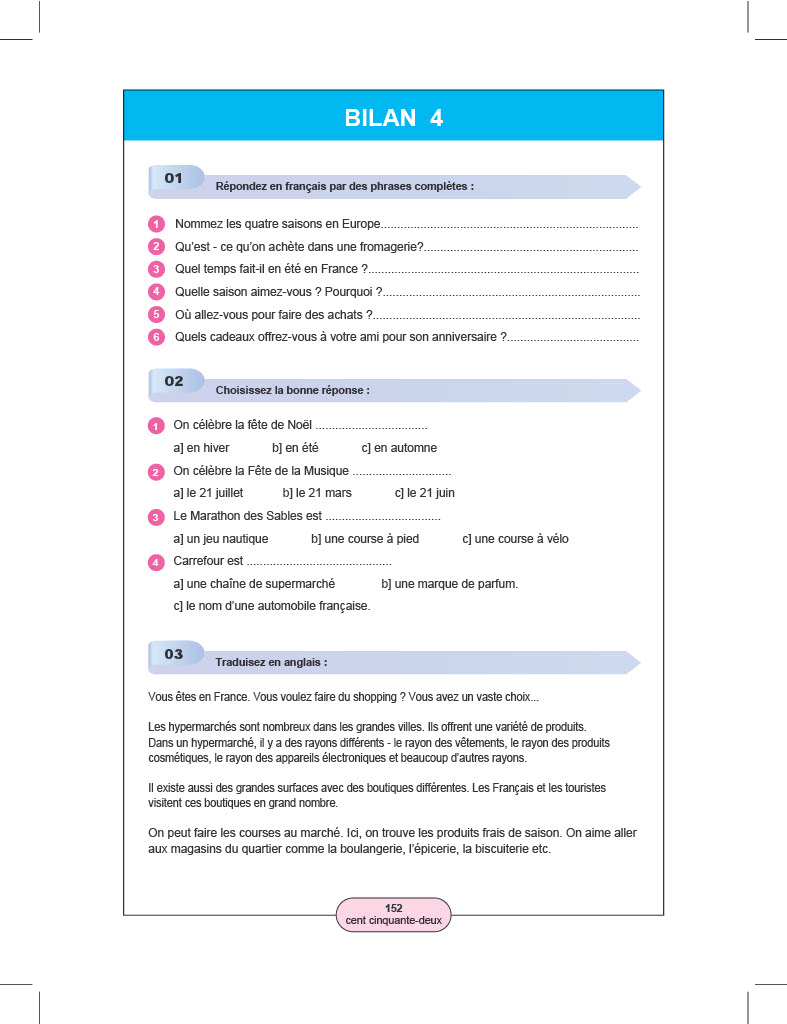 BILAN 4
01
Répondez en français par des phrases complètes :
1 Nommez les quatre saisons en Europe..............................................................................
2 Qu'est - ce qu'on achète dans une fromagerie?.................................................................
3 Quel temps fait-il en été en France ?..................................................................................
4 Quelle saison aimez-vous ? Pourquoi ?..............................................................................
5 Où allez-vous pour faire des achats ?.................................................................................
6 Quels cadeaux offrez-vous à votre ami pour son anniversaire ?........................................
02
Choisissez la bonne réponse :
1 On célèbre la fête de Noël ..................................
a] en hiver b] en été c] en automne
2 On célèbre la Fête de la Musique ..............................
a] le 21 juillet b] le 21 mars c] le 21 juin
3 Le Marathon des Sables est ...................................
a] un jeu nautique b] une course à pied c] une course à vélo
4 Carrefour est ............................................
a] une chaîne de supermarché b] une marque de parfum.
c] le nom d'une automobile française.
03
Traduisez en anglais :
Vous êtes en France. Vous voulez faire du shopping ? Vous avez un vaste choix...
Les hypermarchés sont nombreux dans les grandes villes. Ils offrent une variété de produits.
Dans un hypermarché, il y a des rayons différents - le rayon des vêtements, le rayon des produits
cosmétiques, le rayon des appareils électroniques et beaucoup d'autres rayons.
Il existe aussi des grandes surfaces avec des boutiques différentes. Les Français et les touristes
visitent ces boutiques en grand nombre.
On peut faire les courses au marché. Ici, on trouve les produits frais de saison. On aime aller
aux magasins du quartier comme la boulangerie, l'épicerie, la biscuiterie etc.
152
cent cinquante-deux